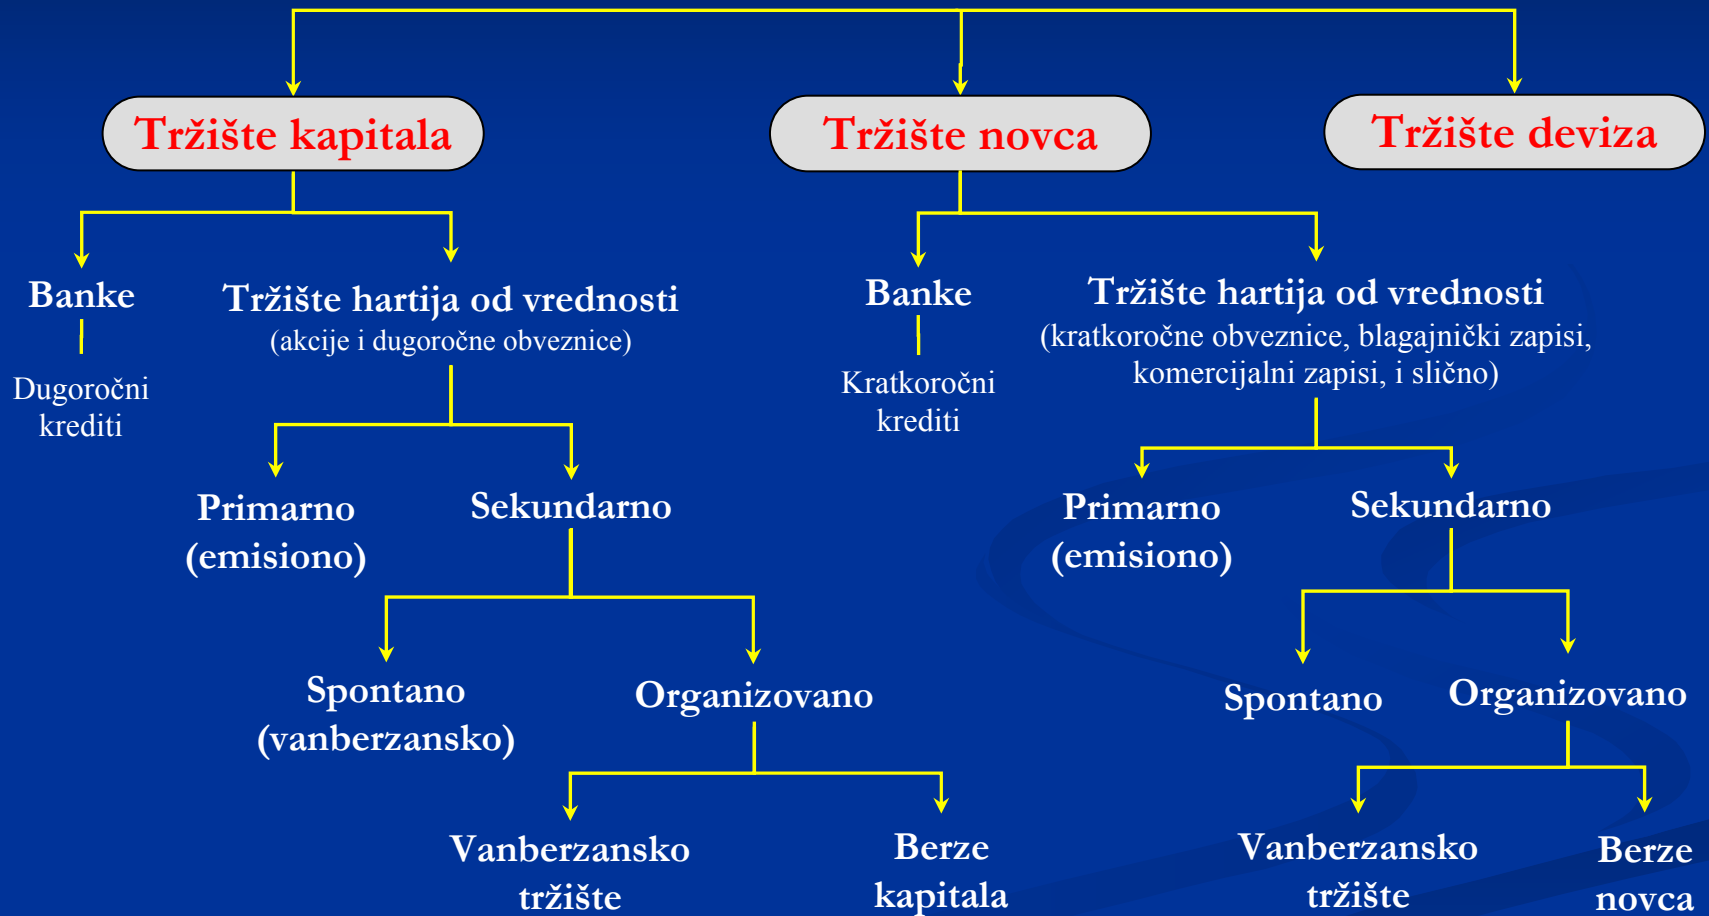 Tržište kapitala
Tržište novca
Tržište deviza
Banke
Tržište hartija od vrednosti
(akcije i dugoročne obveznice)
Banke
Tržište hartija od vrednosti
(kratkoročne obveznice, blagajnički zapisi,
komercijalni zapisi, i slično)
Dugoročni
krediti
Kratkoročni
krediti
Primarno
(emisiono)
Sekundarno
Primarno
(emisiono)
Sekundarno
Spontano
(vanberzansko)
Organizovano
Spontano
Organizovano
Vanberzansko
tržište
Berze
kapitala
Vanberzansko
tržište
Berze
novca